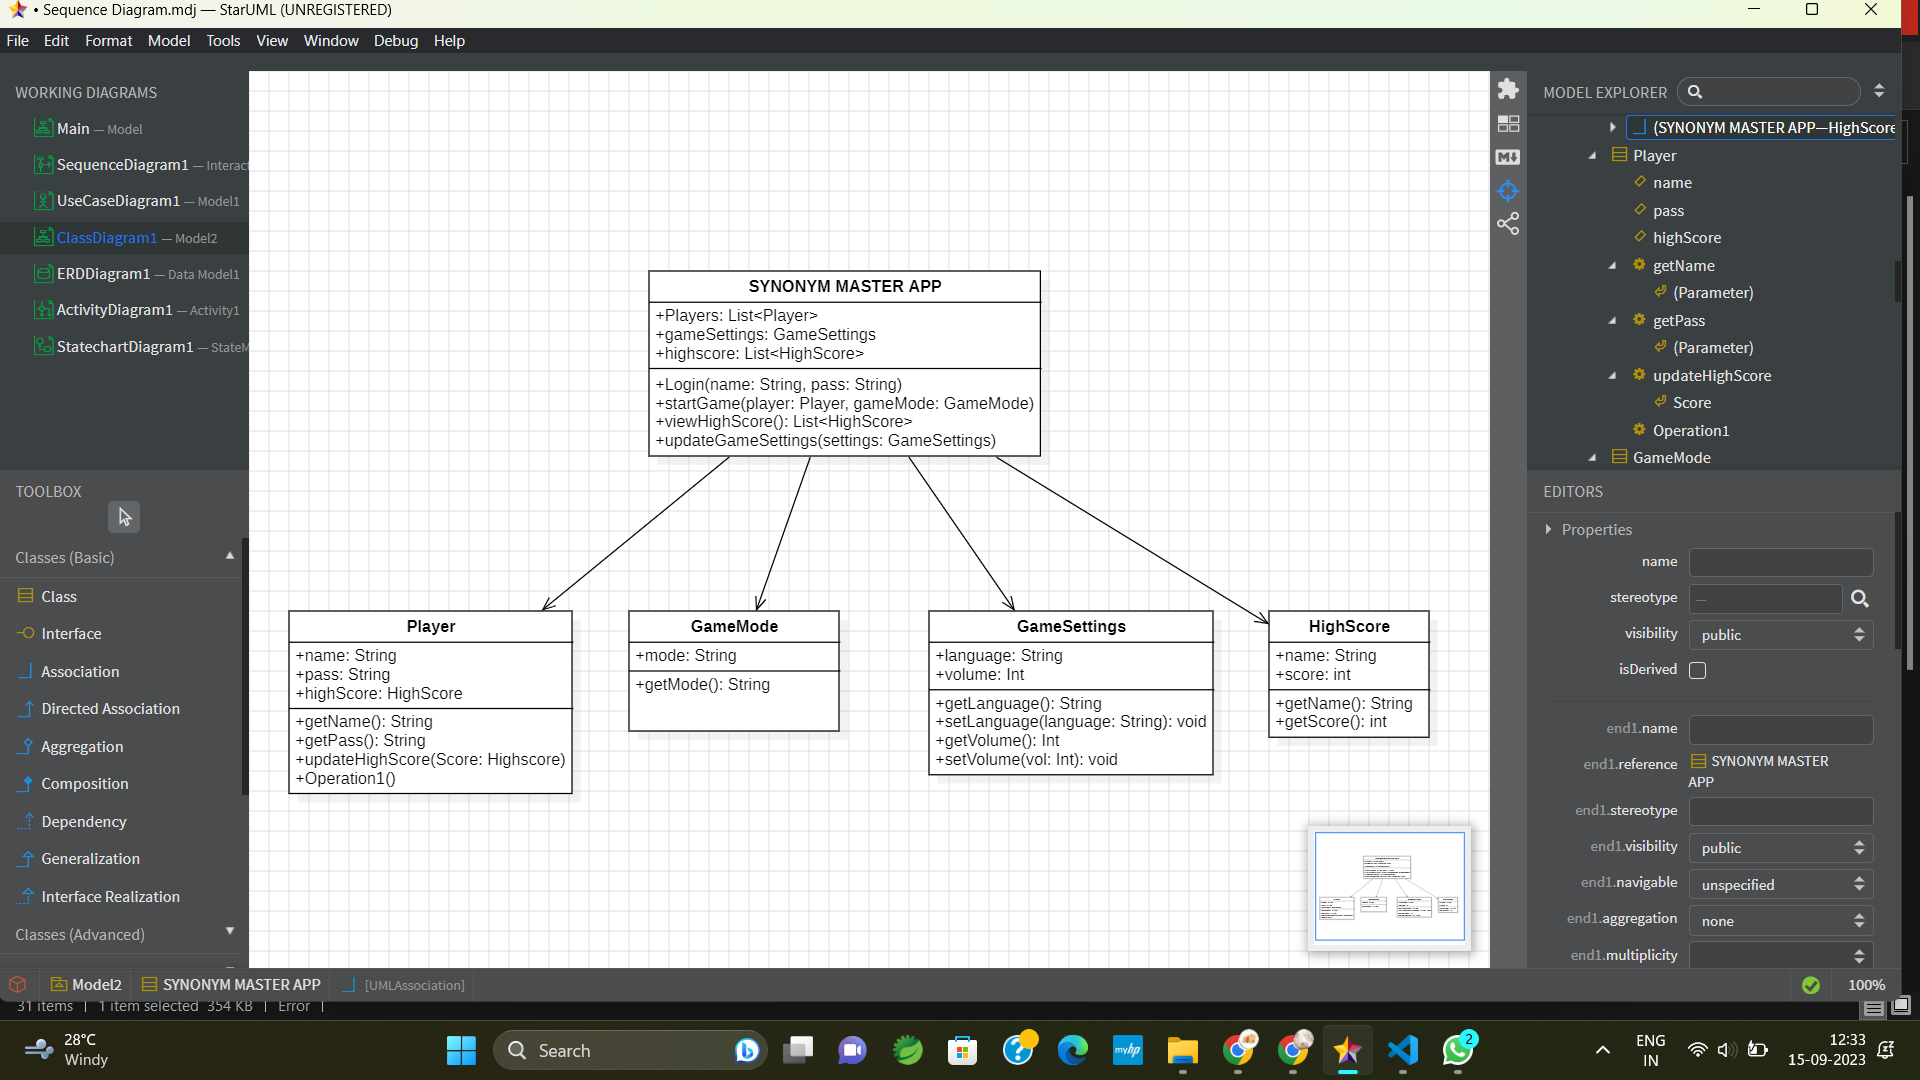 • Sequence Diagram.mdj — StarUML (UNREGISTERED)
File Edit Format Model Tools View Window Debug Help
WORKING DIAGRAMS
Main — Model
SequenceDiagram1 — Interac
UseCaseDiagram1 — Model1
ClassDiagram1 — Model2
ERDDiagram1 — Data Model1
ActivityDiagram1 — Activity1
StatechartDiagram1 — StateM
TOOLBOX
Classes (Basic)
Class
Interface
Association
Directed Association
Aggregation
Composition
Dependency
Generalization
Interface Realization
Classes (Advanced)
SYNONYM MASTER APP
+Players: List<Player>
+gameSettings: GameSettings
+highscore: List<HighScore>
+Login(name: String, pass: String)
+startGame(player: Player, gameMode: GameMode)
+viewHighScore(): List<HighScore>
+updateGameSettings(settings: GameSettings)
Player
+name: String
+pass: String
+highScore: HighScore
+getName(): String
+getPass(): String
+updateHighScore(Score: Highscore)
+Operation1()
GameMode
+mode: String
+getMode(): String
GameSettings
+language: String
+volume: Int
+getLanguage(): String
+setLanguage(language: String): void
+getVolume(): Int
+setVolume(vol: Int): void
HighScore
+name: String
+score: int
+getName(): String
+getScore(): int
MODEL EXPLORER
(SYNONYM MASTER APP—HighScore
Player
name
pass
highScore
getName
(Parameter)
getPass
(Parameter)
updateHighScore
Score
Operation1
GameMode
EDITORS
Properties
name
stereotype —
visibility public
isDerived
end1.name
end1.reference SYNONYM MASTER
APP
end1.stereotype
end1.visibility public
end1.navigable unspecified
end1.aggregation none
end1.multiplicity
Model2 SYNONYM MASTER APP [UMLAssociation] 100%
31 items 1 item selected 354 KB Error
28°C
Windy
Search
myhp
2
ENG
IN
12:33
15-09-2023